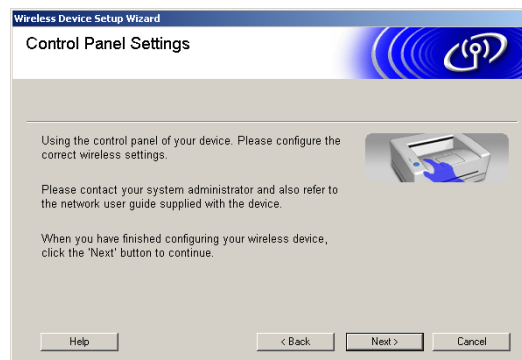 Wireless Device Setup Wizard
Control Panel Settings
Using the control panel of your device. Please configure the
correct wireless settings.
Please contact your system administrator and also refer to
the network user guide supplied with the device.
When you have finished configuring your wireless device,
click the 'Next' button to continue.
Help
< Back
Next >
Cancel